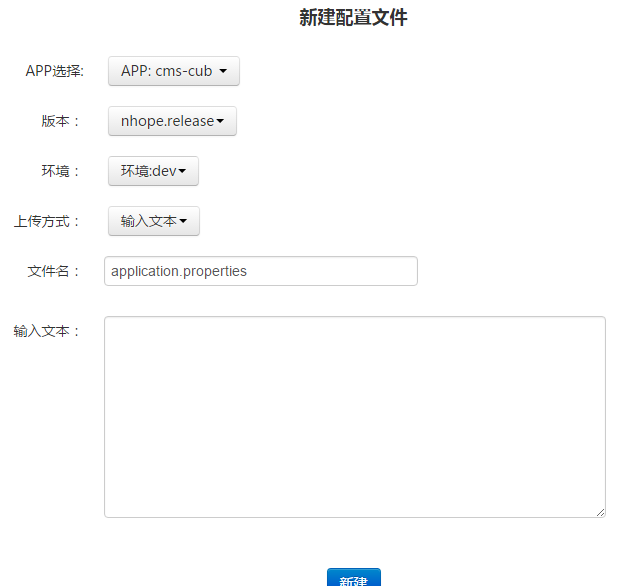 新建配置文件
APP选择: APP: cms-cub
版本： nhope.release
环境： 环境:dev
上传方式： 输入文本
文件名： application.properties
输入文本：
新建